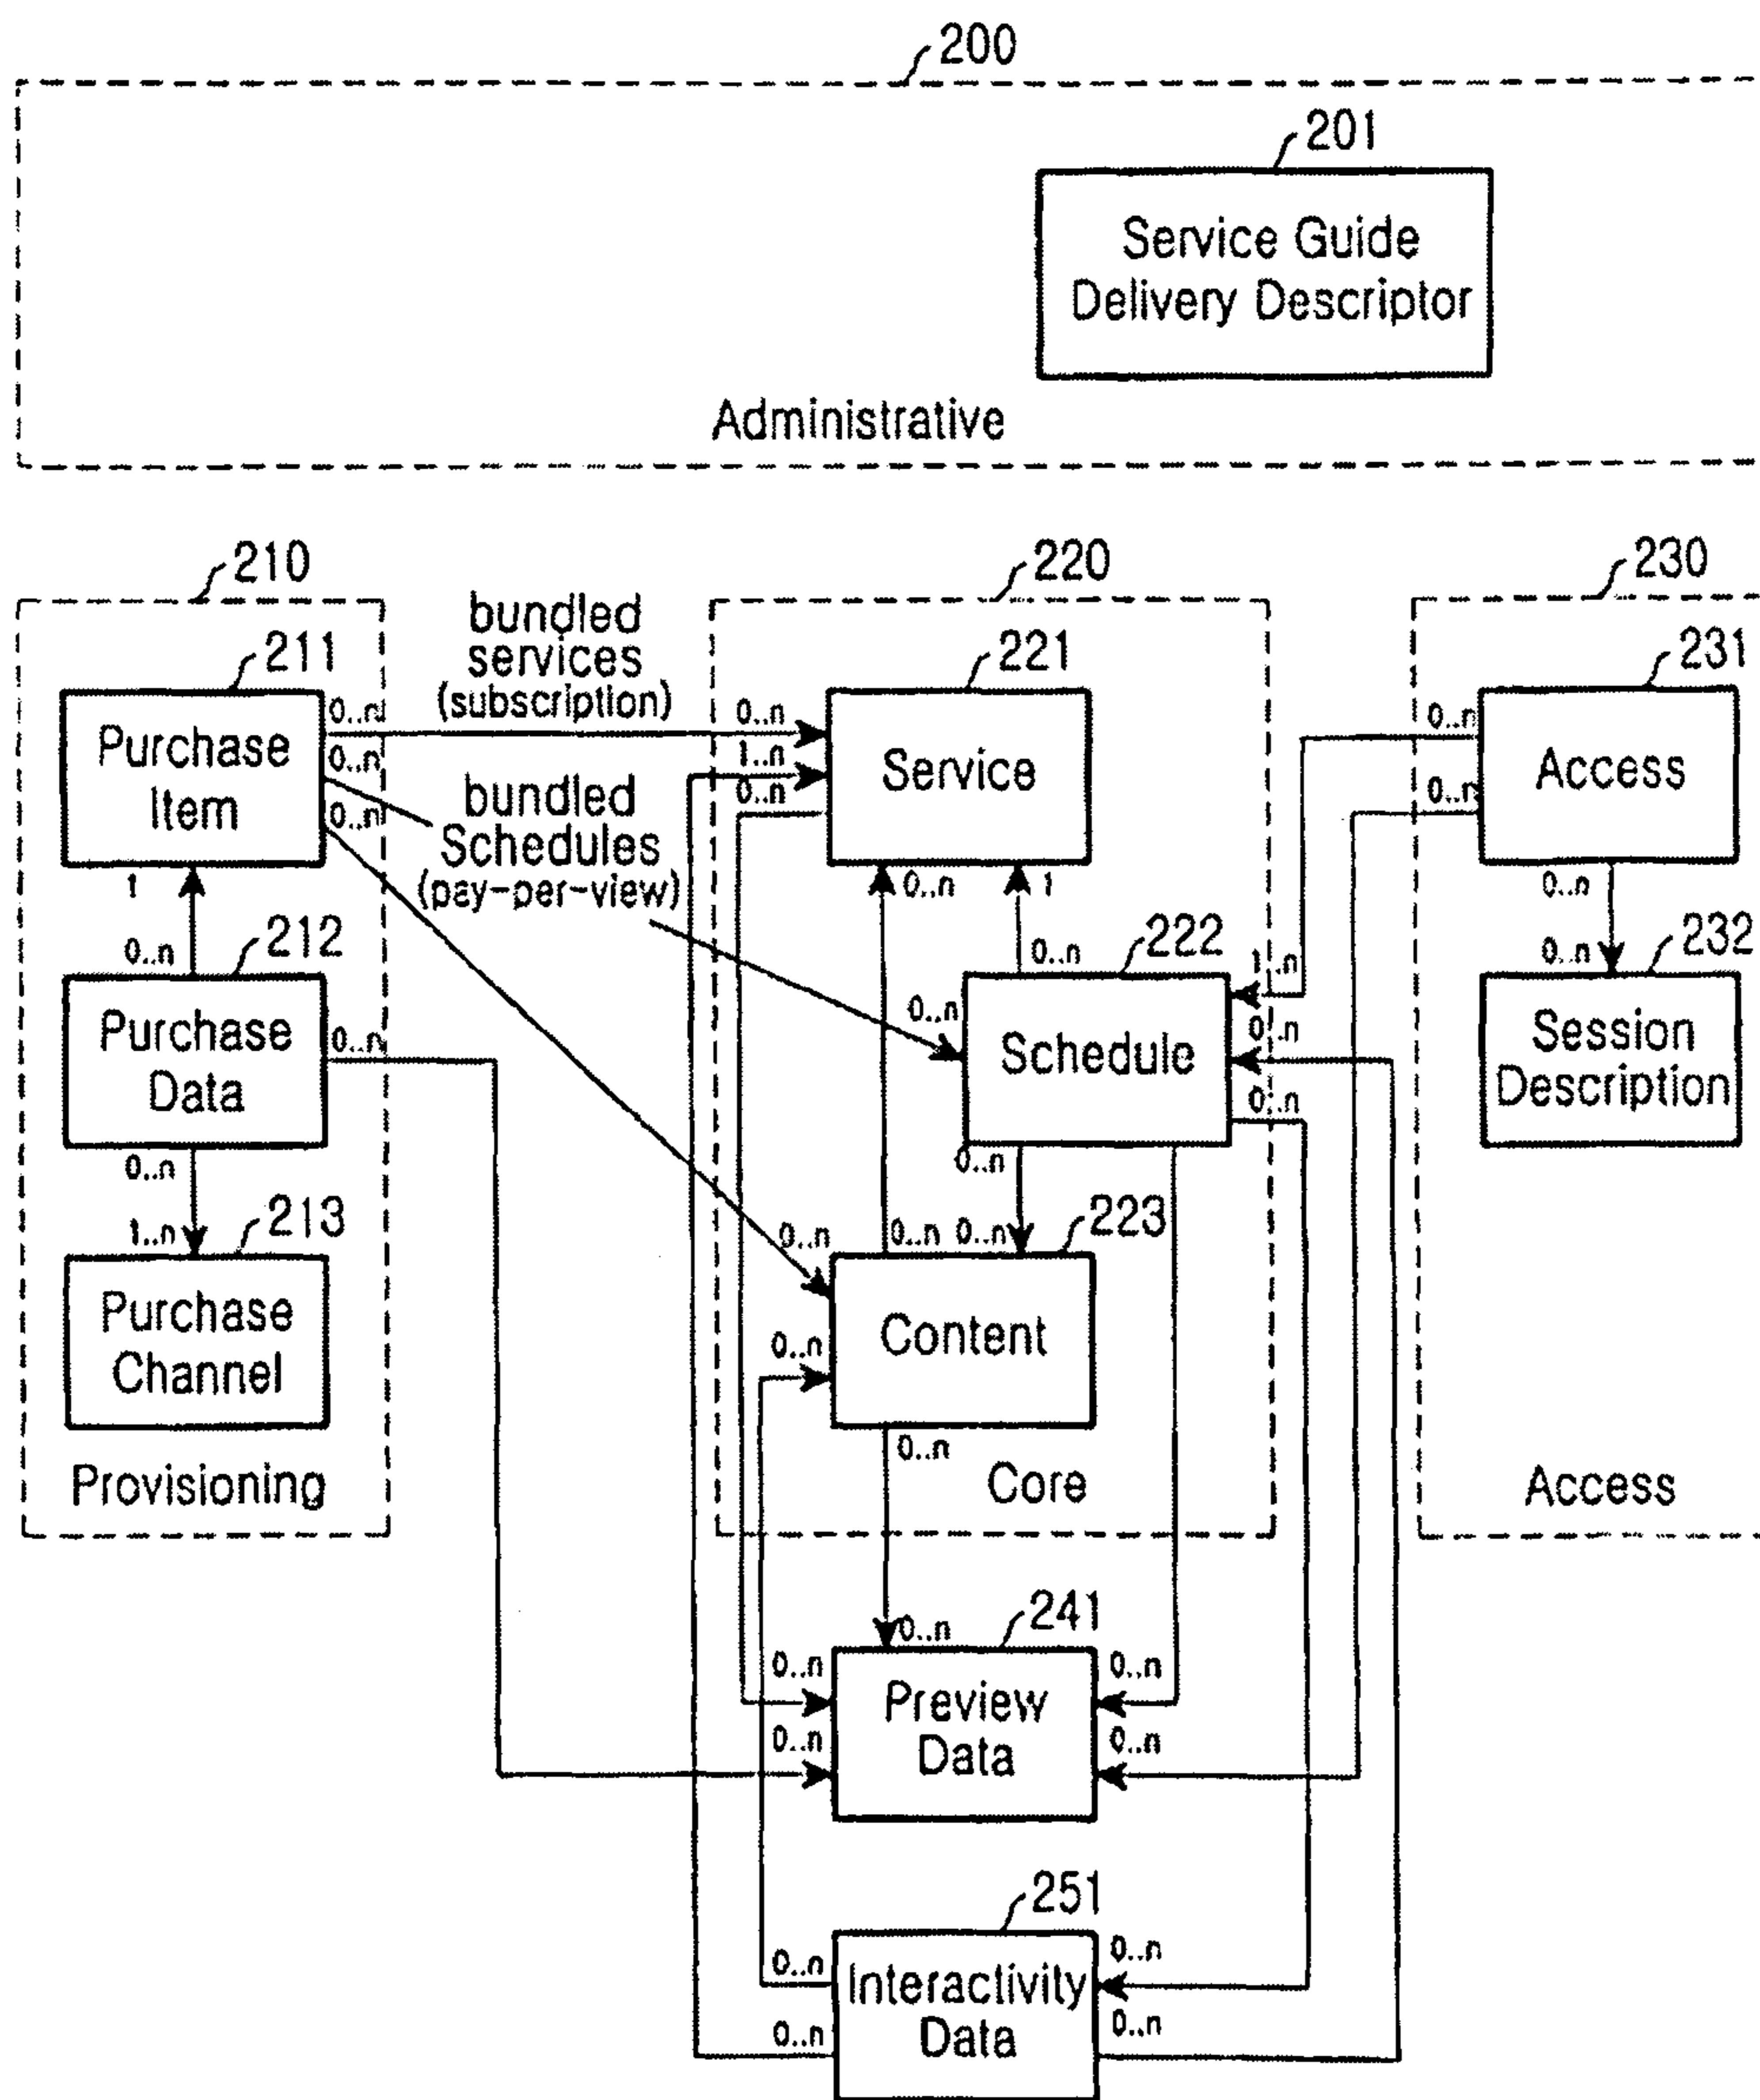 200
201
Service Guide
Delivery Descriptor
Administrative
210
220
230
bundled
services
(subscription)
211
221
231
0..n
0..n
0..n
Purchase
Item
Service
Access
0..n
1..n
0..n
0..n
0..n
bundled
Schedules
(pay-per-view)
1
0..n
1
0..n
0..n
212
0..n
222
0..n
232
1..n
Purchase
Data
0..n
0..n
Schedule
0..n
Session
Description
0..n
0..n
0..n
1..n
213
0..n
0..n
0..n
223
Purchase
Channel
0..n
Content
0..n
Provisioning
Core
Access
241
0..n
0..n
0..n
Preview
Data
0..n
0..n
251
0..n
0..n
Interactivity
Data
0..n
0..n